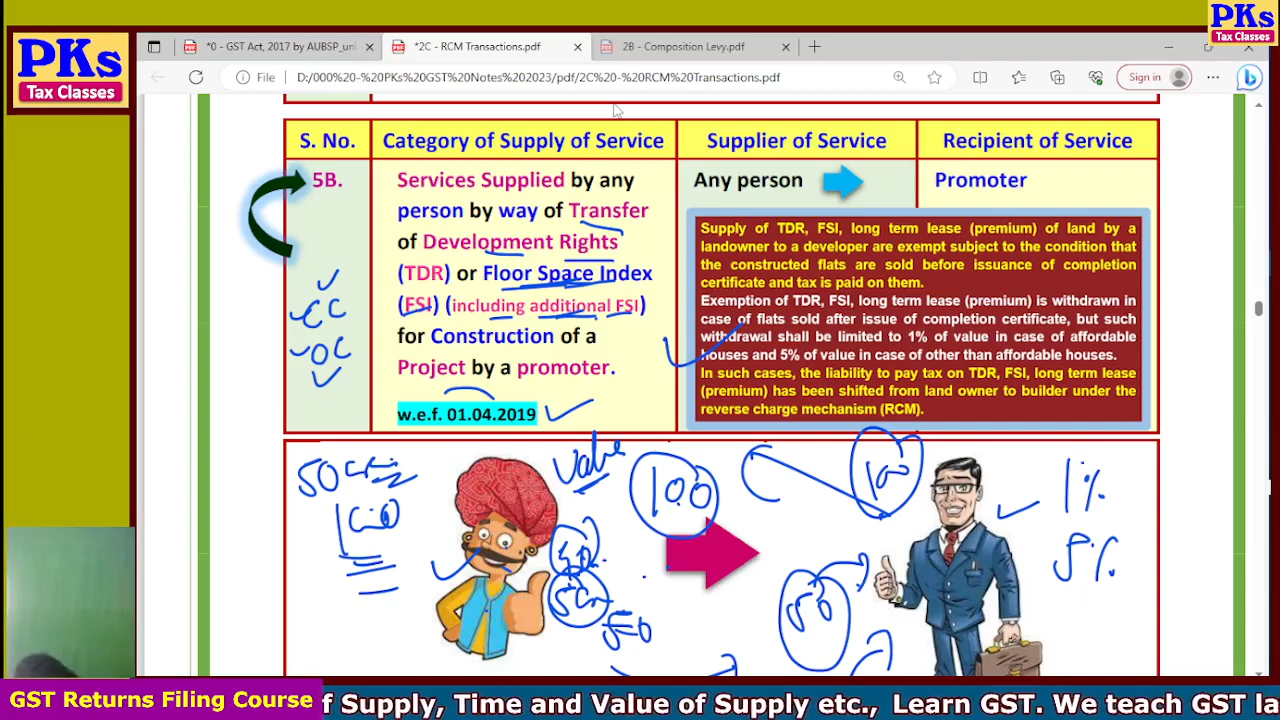 PKs
Tax Classes
PKs
Tax Classes
*0 - GST Act, 2017 by AUBSP_uni
*2C - RCM Transactions.pdf
2B - Composition Levy.pdf
File
D:/000%20-%20PKs%20GST%20Notes%202023/pdf/2C%20-%20RCM%20Transactions.pdf
Sign in
S. No.
Category of Supply of Service
Supplier of Service
Recipient of Service
5B.
Services Supplied by any
person by way of Transfer
of Development Rights
(TDR) or Floor Space Index
(FSI) (including additional FSI)
for Construction of a
Project by a promoter.
w.e.f. 01.04.2019
Any person
Promoter
Supply of TDR, FSI, long term lease (premium) of land by a
landowner to a developer are exempt subject to the condition that
the constructed flats are sold before issuance of completion
certificate and tax is paid on them.
Exemption of TDR, FSI, long term lease (premium) is withdrawn in
case of flats sold after issue of completion certificate, but such
withdrawal shall be limited to 1% of value in case of affordable
houses and 5% of value in case of other than affordable houses.
In such cases, the liability to pay tax on TDR, FSI, long term lease
(premium) has been shifted from land owner to builder under the
reverse charge mechanism (RCM).
CC
OC
Value
100
100
1%
5%
50
50
GST Returns Filing Course
f Supply, Time and Value of Supply etc., Learn GST. We teach GST la